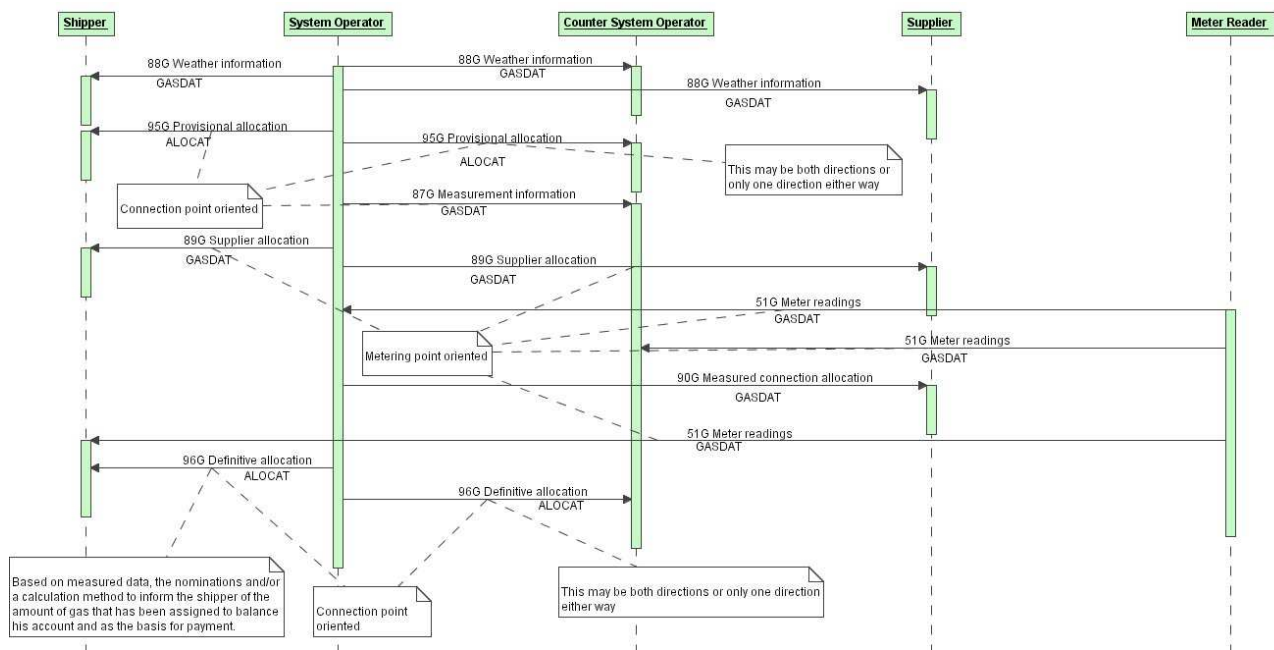 Shipper
System Operator
Counter System Operator
Supplier
Meter Reader
88G Weather information
GASDAT
88G Weather information
GASDAT
88G Weather information
GASDAT
95G Provisional allocation
ALOCAT
95G Provisional allocation
ALOCAT
This may be both directions or
only one direction either way
Connection point oriented
87G Measurement information
GASDAT
89G Supplier allocation
GASDAT
89G Supplier allocation
GASDAT
51G Meter readings
GASDAT
Metering point oriented
51G Meter readings
GASDAT
90G Measured connection allocation
GASDAT
51G Meter readings
GASDAT
96G Definitive allocation
ALOCAT
96G Definitive allocation
ALOCAT
Based on measured data, the nominations and/or
a calculation method to inform the shipper of the
amount of gas that has been assigned to balance
his account and as the basis for payment.
Connection point
oriented
This may be both directions or only one direction
either way